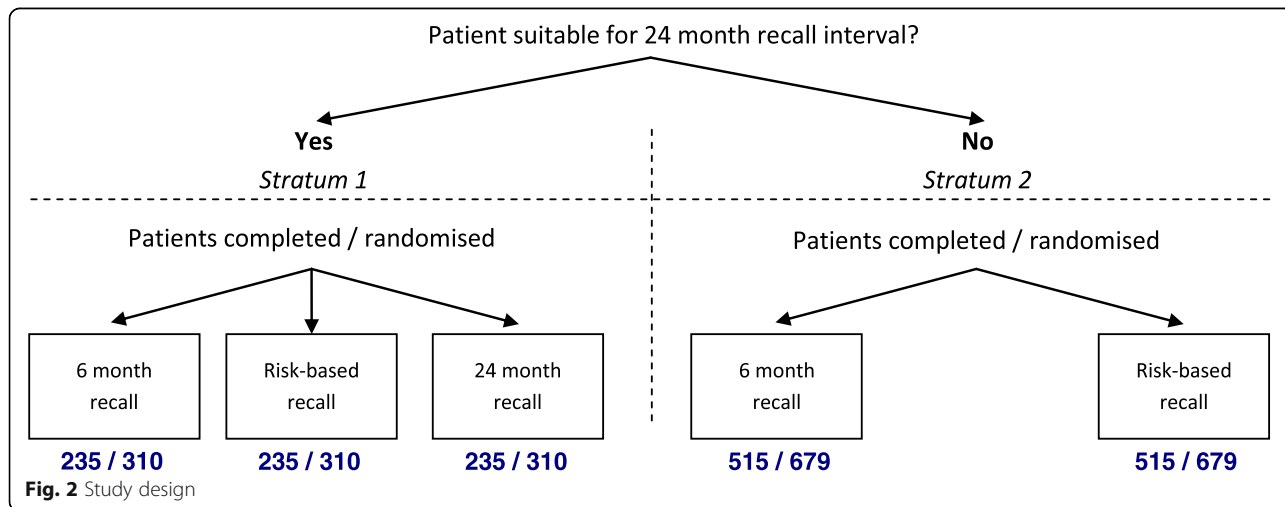 Patient suitable for 24 month recall interval?
Yes
Stratum 1
No
Stratum 2
Patients completed / randomised
6 month
recall
Risk-based
recall
24 month
recall
235 / 310
235 / 310
235 / 310
Patients completed / randomised
6 month
recall
Risk-based
recall
515 / 679
515 / 679
Fig. 2 Study design